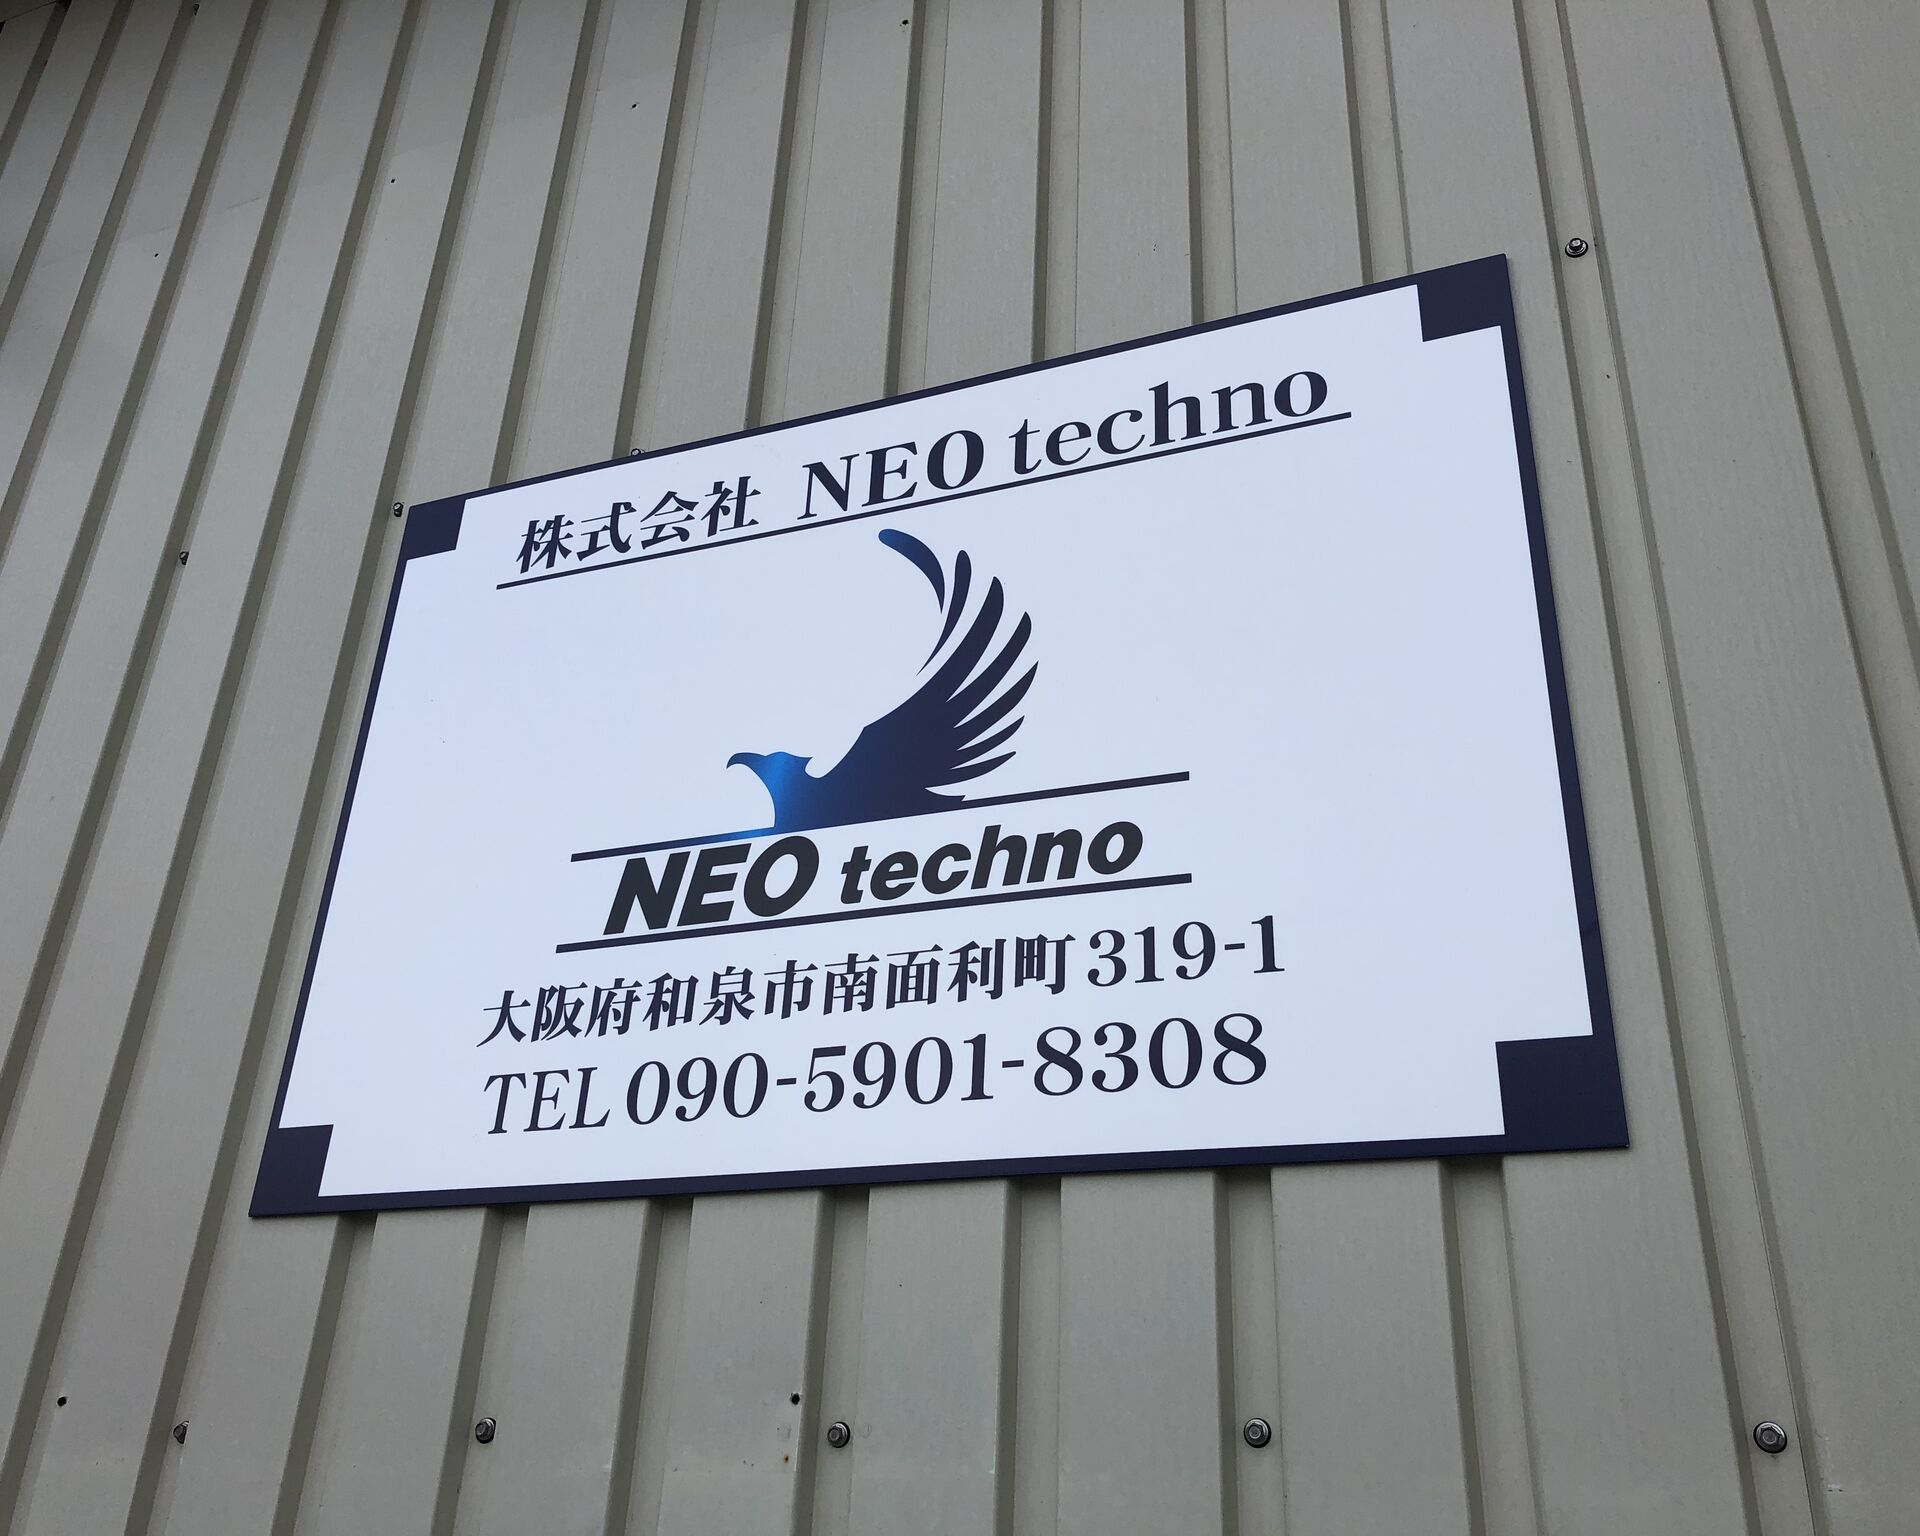 株式会社 NEO techno
NEO techno
大阪府和泉市南面利町319-1
TEL 090-5901-8308